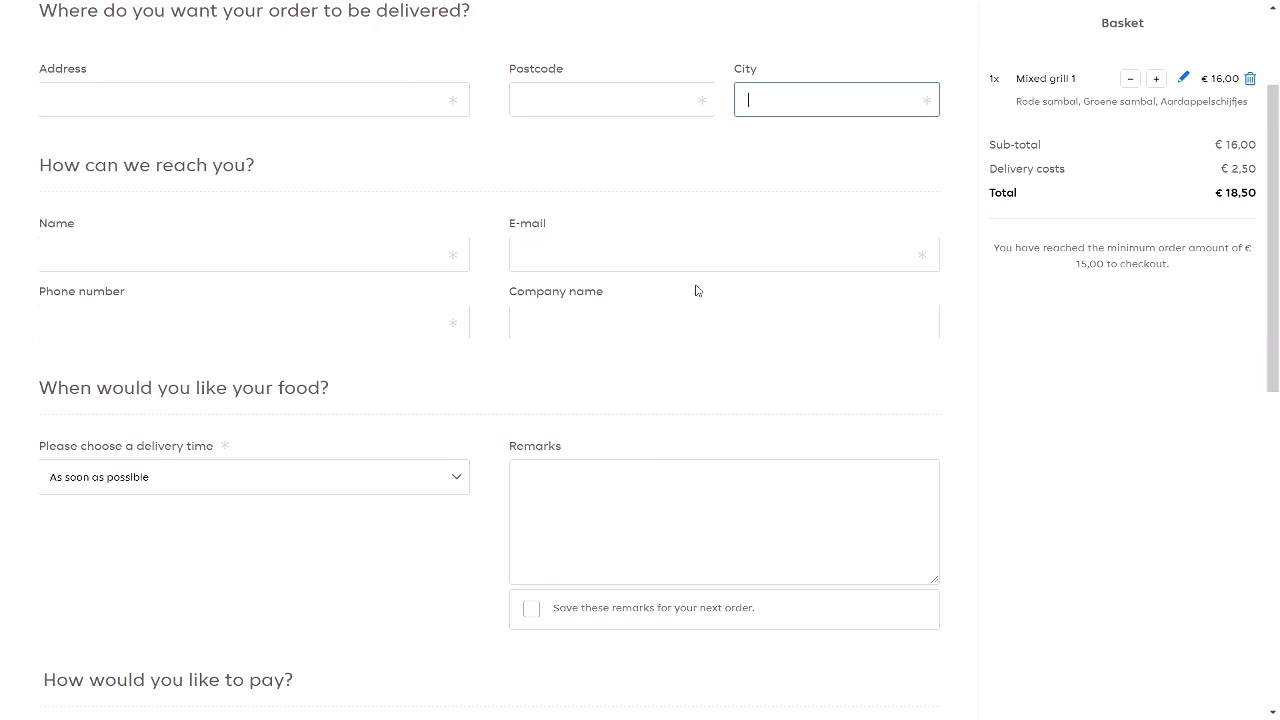 Where do you want your order to be delivered?
Address
Postcode
City
*
*
*
How can we reach you?
Name
E-mail
*
*
Phone number
Company name
*
When would you like your food?
Please choose a delivery time *
As soon as possible
Remarks
Save these remarks for your next order.
How would you like to pay?
Basket
1x Mixed grill 1 - + € 16,00
Rode sambal, Groene sambal, Aardappelschijfjes
Sub-total € 16,00
Delivery costs € 2,50
Total € 18,50
You have reached the minimum order amount of €
15,00 to checkout.